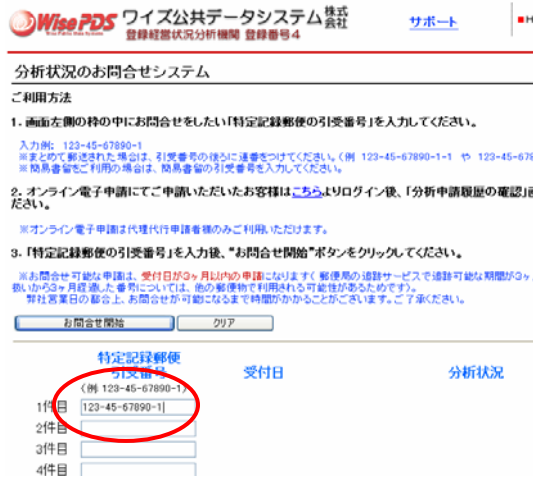 Wise PDS ワイズ公共データシステム 株式会社
登録経営状況分析機関 登録番号4
サポート
分析状況のお問合せシステム
ご利用方法
1. 画面左側の枠の中にお問合せをしたい「特定記録郵便の引受番号」を入力してください。
入力例: 123-45-67890-1
※まとめて郵送された場合は、引受番号の後ろに連番をつけてください。(例 123-45-67890-1-1 や 123-45-678
※簡易書留をご利用の場合は、簡易書留の引受番号を入力してください。
2. オンライン電子申請にてご申請いただいたお客様はこちらよりログイン後、「分析申請履歴の確認」
ださい。
※オンライン電子申請は代理代行申請者様のみご利用いただけます。
3. 「特定記録郵便の引受番号」を入力後、"お問合せ開始"ボタンをクリックしてください。
※お問合せ可能な申請は、受付日が3ヶ月以内の申請になります( 郵便局の追跡サービスで追跡可能な期間が3ヶ
扱いから3ヶ月経過した番号については、他の郵便物で利用される可能性があるためです)。
弊社営業日の都合上、お問合せが可能になるまで時間がかかることがございます。ご了承ください。
お問合せ開始 クリア
特定記録郵便
引受番号 受付日 分析状況
(例 123-45-67890-1)
1件目 123-45-67890-1
2件目
3件目
4件目